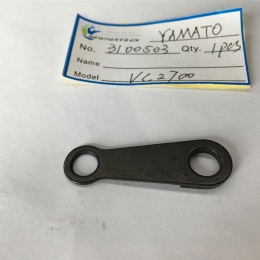 YAMATO
No. 3100503 Qty. 1pcs
Name
Model VC2700